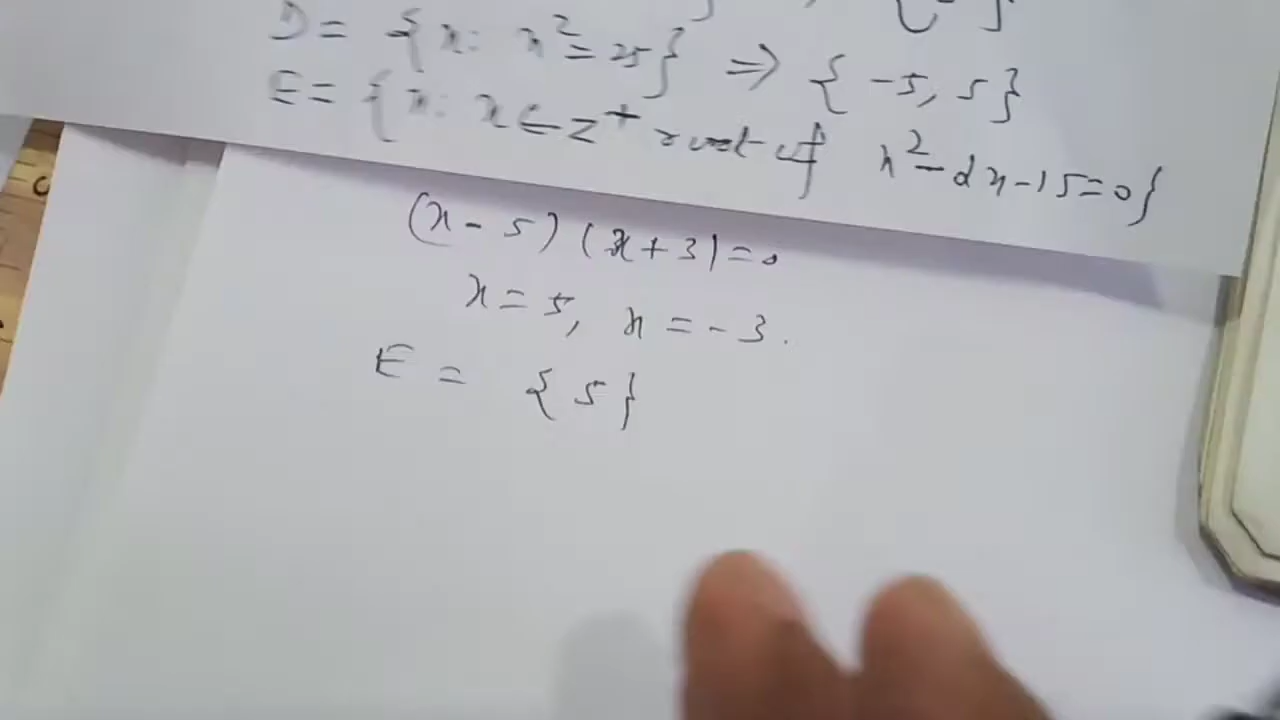 D = {x: x² = 25} ⇒ {-5, 5}
E = {x: x ∈ Z⁺ root of x² - 2x - 15 = 0}
(x - 5) (x + 3) = 0
x = 5, x = -3.
E = {5}